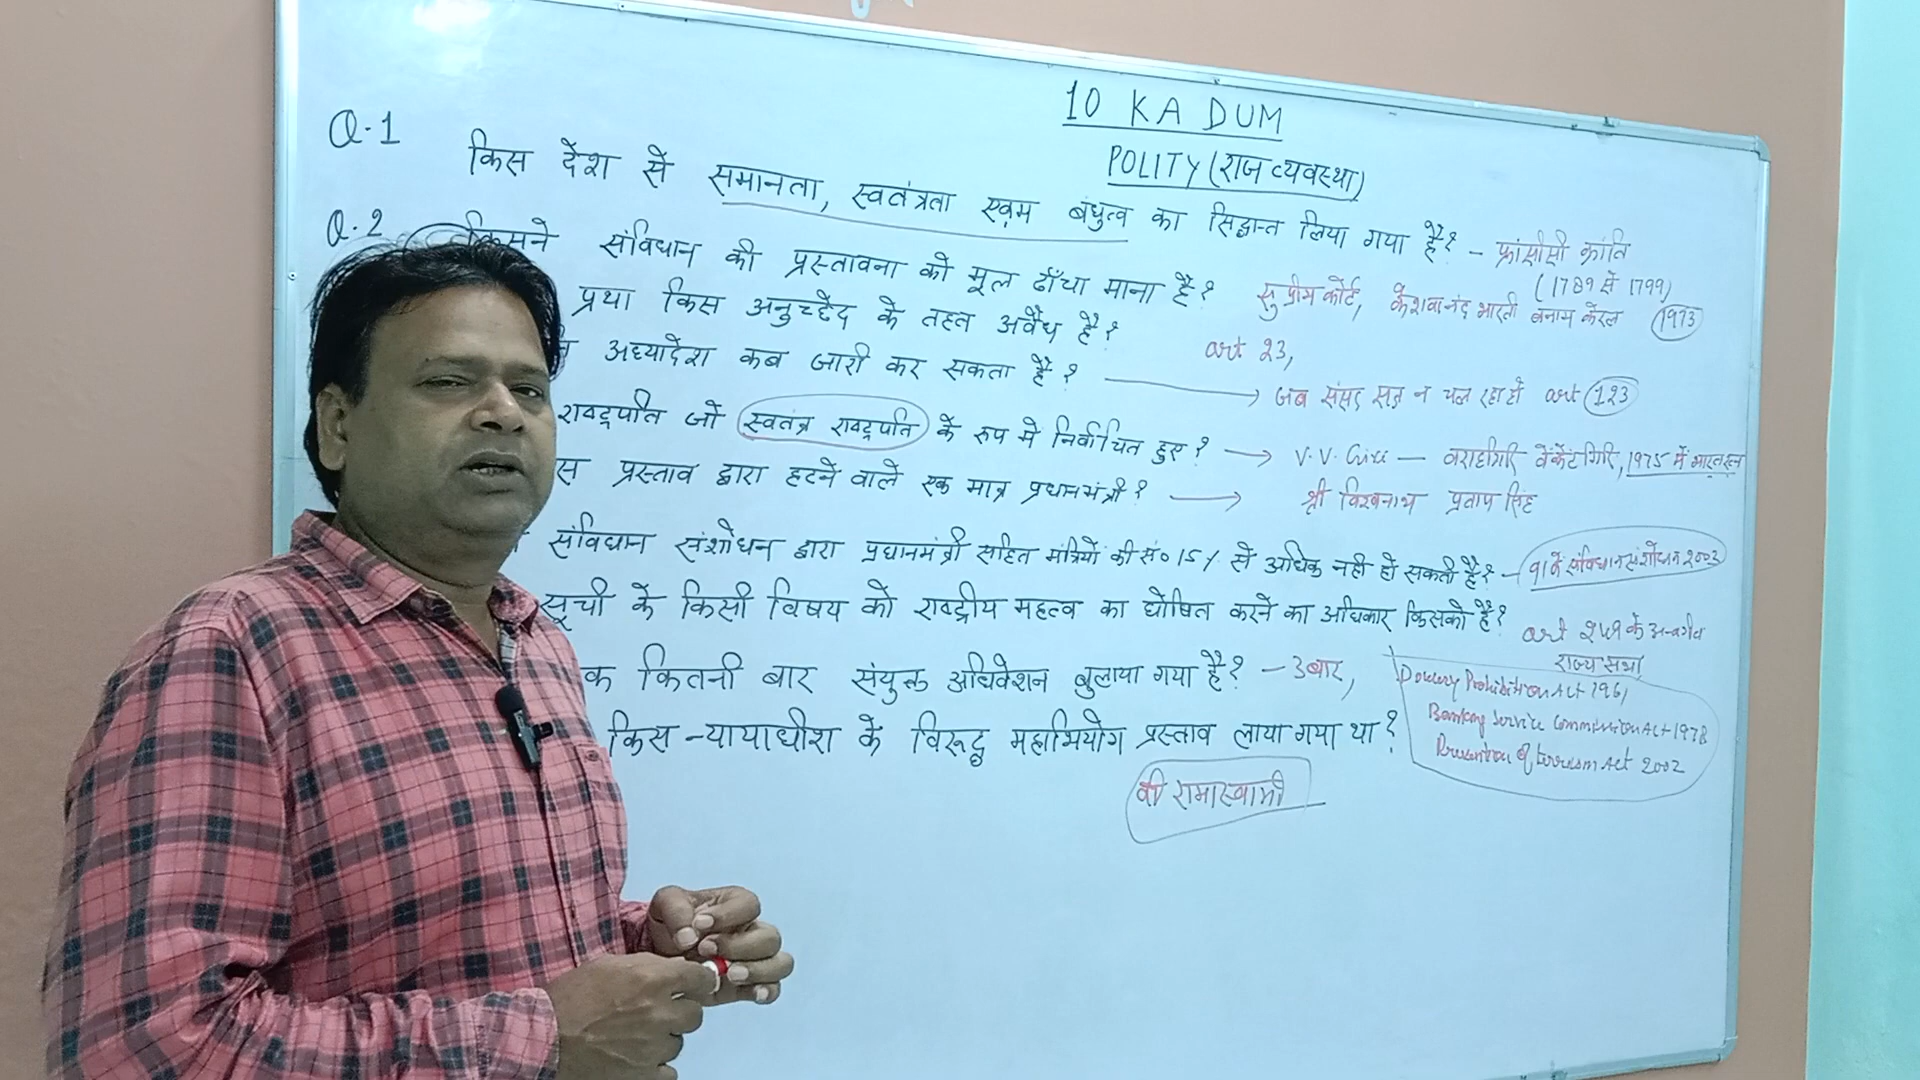 10 KA DUM
POLITY (राजव्यवस्था)
Q.1 किस देश से समानता, स्वतंत्रता एवम बंधुत्व का सिद्धान्त लिया गया है? - फ्रांसीसी क्रांति
(1789 से 1799)
Q.2 किसने संविधान की प्रस्तावना को मूल ढाँचा माना है? सुप्रीम कोर्ट, केशवानंद भारती बनाम केरल 1973
प्रथा किस अनुच्छेद के तहत अवैध है? art 23,
अध्यादेश कब जारी कर सकता है? जब संसद सत्र न चल रहा हो art 123
राष्ट्रपति जो स्वतंत्र राष्ट्रपति के रूप में निर्वाचित हुए? V.V. Giri - वराहगिरि वेंकेटगिरि, 1975 में भारतरत्न
स प्रस्ताव द्वारा हटने वाले एक मात्र प्रधानमंत्री? श्री विश्वनाथ प्रताप सिंह
संविधान संशोधन द्वारा प्रधानमंत्री सहित मंत्रियों की सं० 15% से अधिक नही हो सकती है? - 91वें संविधान संशोधन 2003
सूची के किसी विषय को राष्ट्रीय महत्व का घोषित करने का अधिकार किसको है? art 249 के अन्तर्गत
राज्य सभा
क कितनी बार संयुक्त अधिवेशन बुलाया गया है? - 3 बार,
Dowry Prohibition Act 1961
Banking Service Commission Act 1978
Prevention of terrorism Act 2002
किस न्यायाधीश के विरूद्ध महाभियोग प्रस्ताव लाया गया था?
वी रामास्वामी